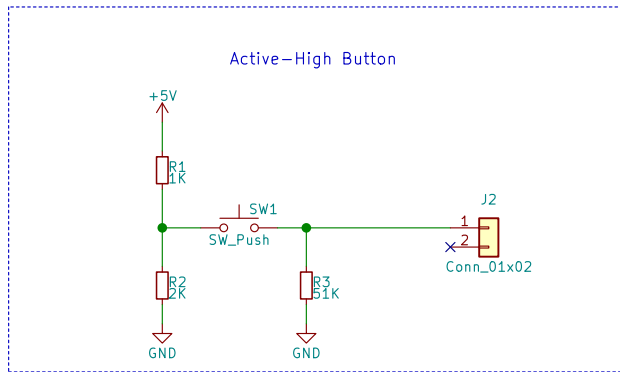 Active-High Button
+5V
R1
1K
SW1
SW_Push
J2
1
2
Conn_01x02
R2
2K
R3
51K
GND
GND